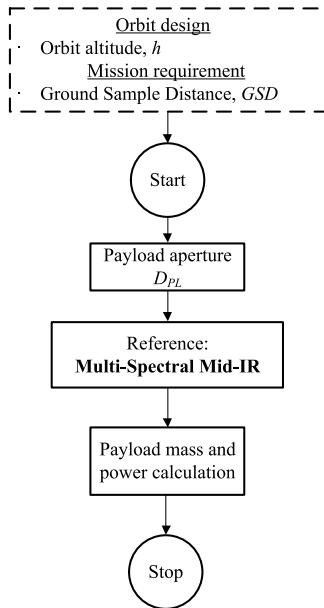 Orbit design
· Orbit altitude, h
Mission requirement
· Ground Sample Distance, GSD
Start
Payload aperture
D_PL
Reference:
Multi-Spectral Mid-IR
Payload mass and
power calculation
Stop